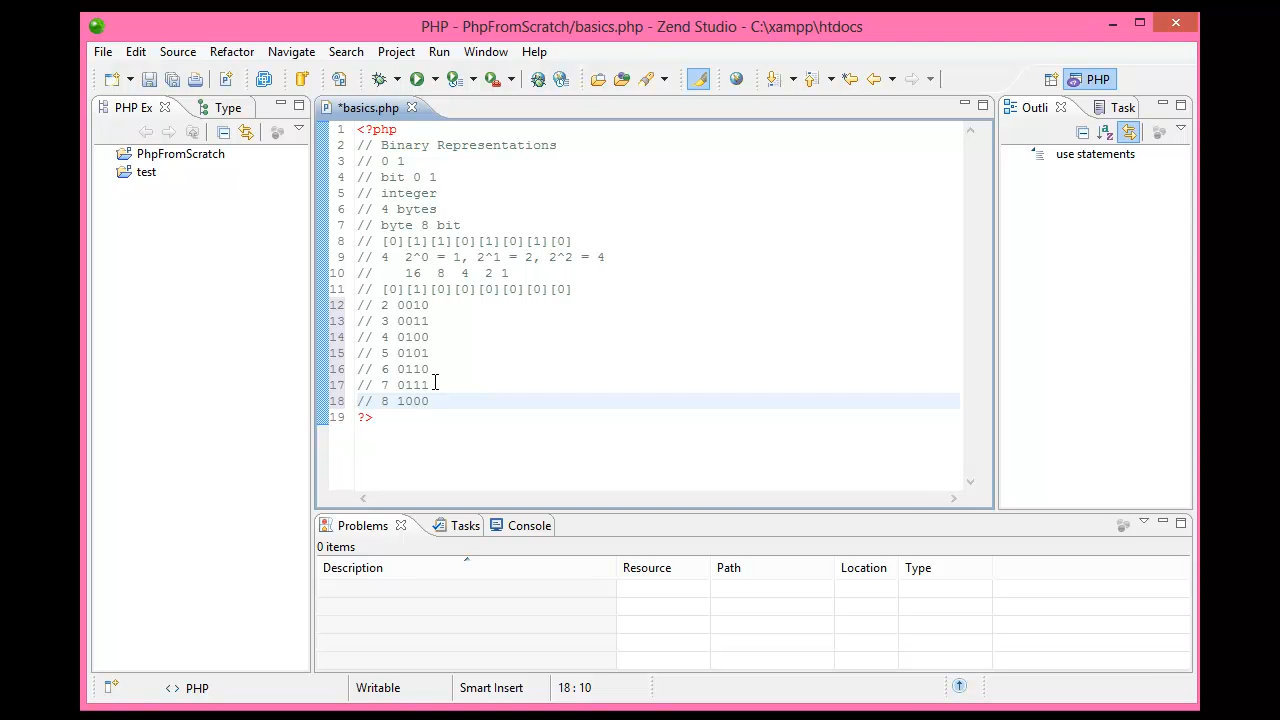 PHP - PhpFromScratch/basics.php - Zend Studio - C:\xampp\htdocs
File Edit Source Refactor Navigate Search Project Run Window Help
PHP
PHP Ex Type
PhpFromScratch
test
*basics.php
1 <?php
2 // Binary Representations
3 // 0 1
4 // bit 0 1
5 // integer
6 // 4 bytes
7 // byte 8 bit
8 // [0][1][1][0][1][0][1][0]
9 // 4  2^0 = 1, 2^1 = 2, 2^2 = 4
10 //    16  8  4  2 1
11 // [0][1][0][0][0][0][0][0]
12 // 2 0010
13 // 3 0011
14 // 4 0100
15 // 5 0101
16 // 6 0110
17 // 7 0111
18 // 8 1000
19 ?>
Outli Task
use statements
Problems Tasks Console
0 items
Description Resource Path Location Type
<> PHP Writable Smart Insert 18 : 10